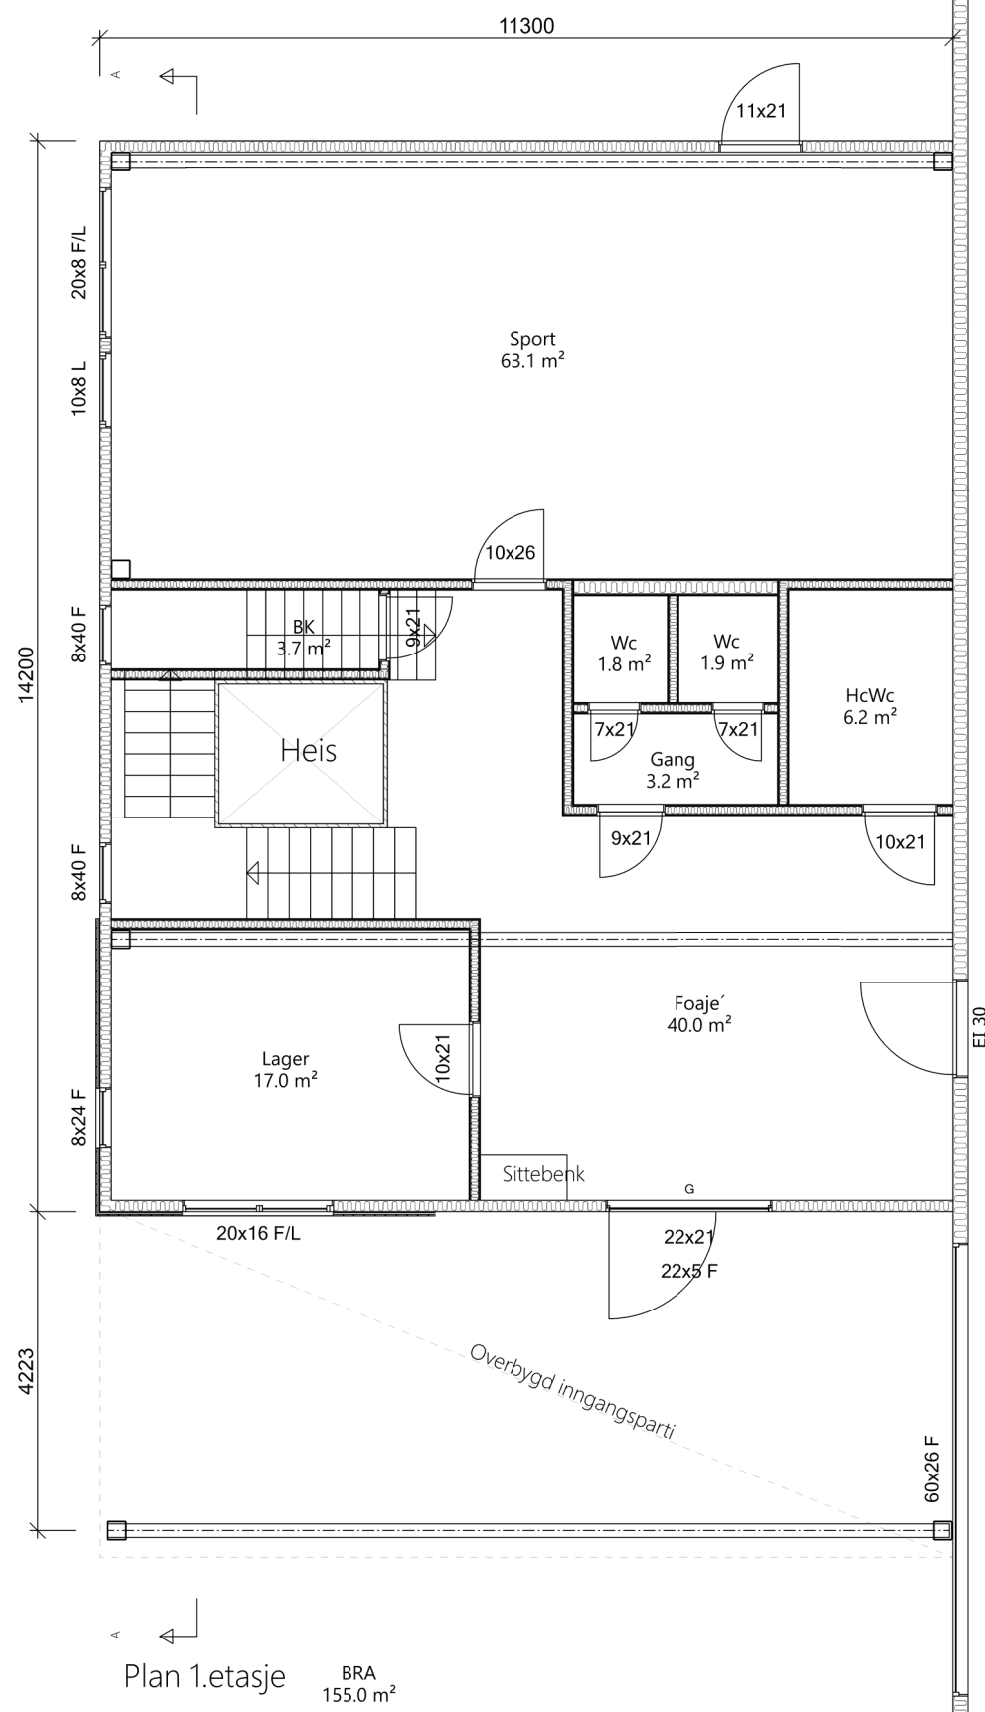 11300
A
11x21
20x8 F/L
10x8 L
Sport
63.1 m²
10x26
14200
8x40 F
BK
3.7 m²
9x21
Wc
1.8 m²
Wc
1.9 m²
HcWc
6.2 m²
7x21
7x21
Gang
3.2 m²
Heis
9x21
10x21
8x40 F
Foaje´
40.0 m²
EI 30
Lager
17.0 m²
10x21
8x24 F
Sittebenk
G
20x16 F/L
22x21
22x5 F
4223
Overbygd inngangsparti
60x26 F
A
Plan 1.etasje
BRA
155.0 m²